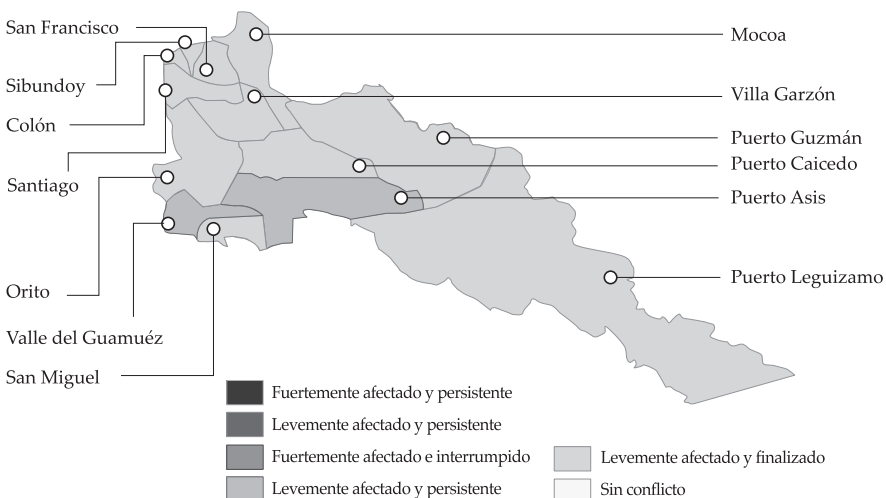 San Francisco
Sibundoy
Colón
Santiago
Orito
Valle del Guamuéz
San Miguel
Mocoa
Villa Garzón
Puerto Guzmán
Puerto Caicedo
Puerto Asis
Puerto Leguizamo
Fuertemente afectado y persistente
Levemente afectado y persistente
Fuertemente afectado e interrumpido
Levemente afectado y persistente
Levemente afectado y finalizado
Sin conflicto